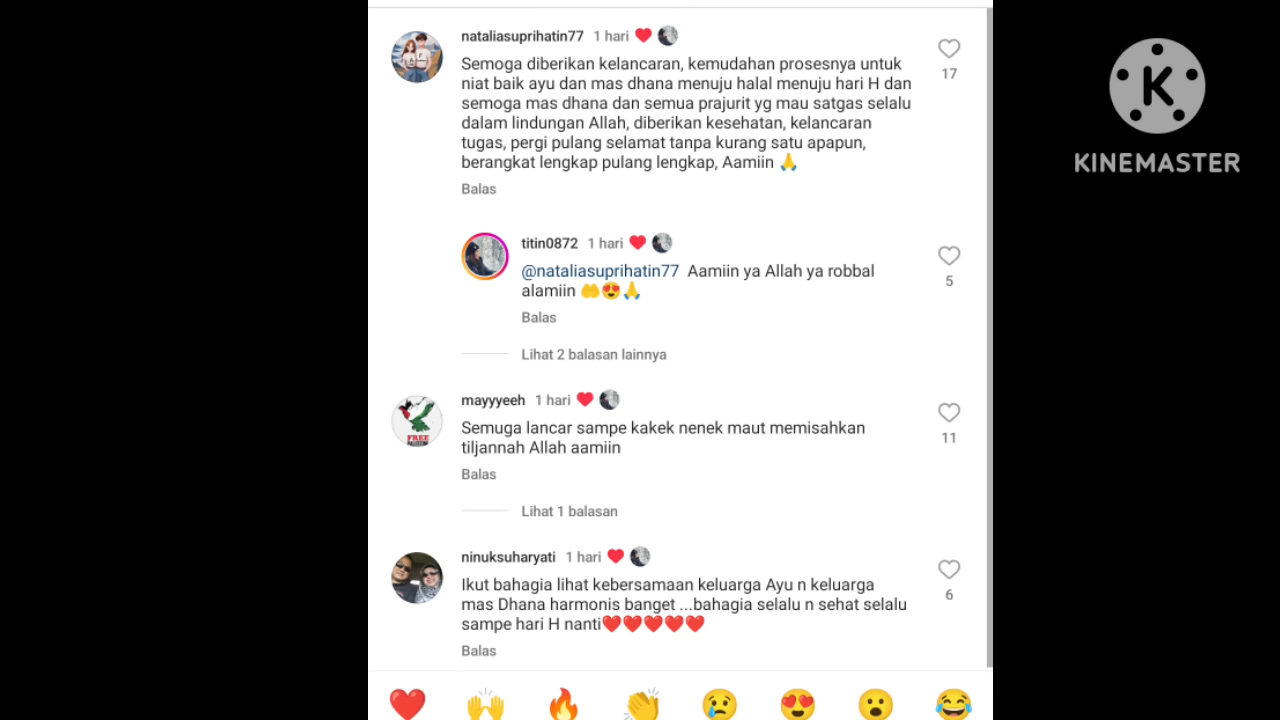 nataliasuprihatin77 1 hari
Semoga diberikan kelancaran, kemudahan prosesnya untuk
niat baik ayu dan mas dhana menuju halal menuju hari H dan
semoga mas dhana dan semua prajurit yg mau satgas selalu
dalam lindungan Allah, diberikan kesehatan, kelancaran
tugas, pergi pulang selamat tanpa kurang satu apapun,
berangkat lengkap pulang lengkap, Aamiin 🙏
17
Balas
titin0872 1 hari
@nataliasuprihatin77 Aamiin ya Allah ya robbal
alamiin 🤲😍🙏
5
Balas
Lihat 2 balasan lainnya
mayyyeeh 1 hari
Semuga lancar sampe kakek nenek maut memisahkan
tiljannah Allah aamiin
11
Balas
Lihat 1 balasan
FREE
ninuksuharyati 1 hari
Ikut bahagia lihat kebersamaan keluarga Ayu n keluarga
mas Dhana harmonis banget ...bahagia selalu n sehat selalu
sampe hari H nanti❤️❤️❤️❤️❤️
6
Balas
K
KINEMASTER